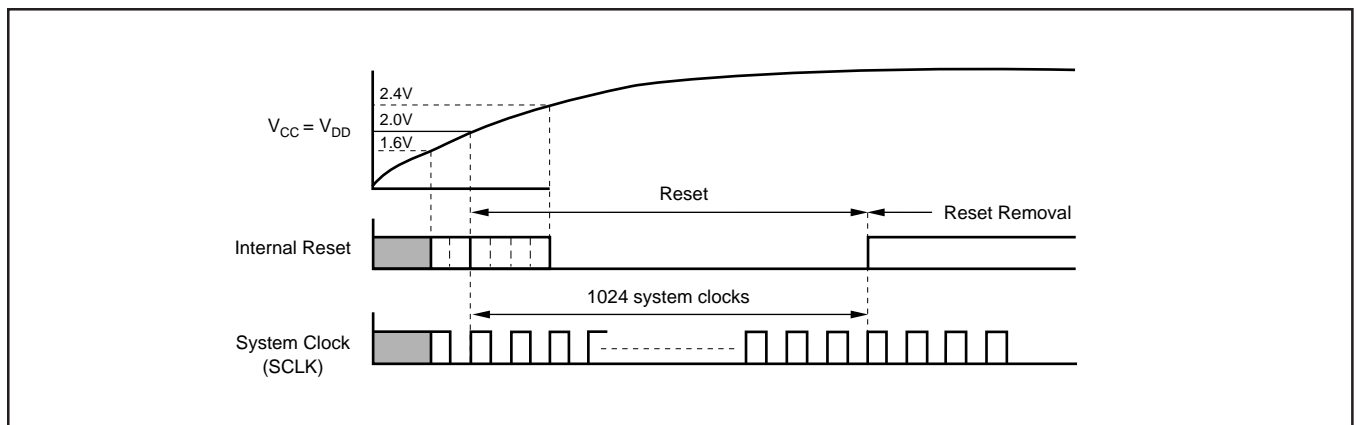 2.4V
V_CC = V_DD
2.0V
1.6V
Reset
Reset Removal
Internal Reset
1024 system clocks
System Clock
(SCLK)